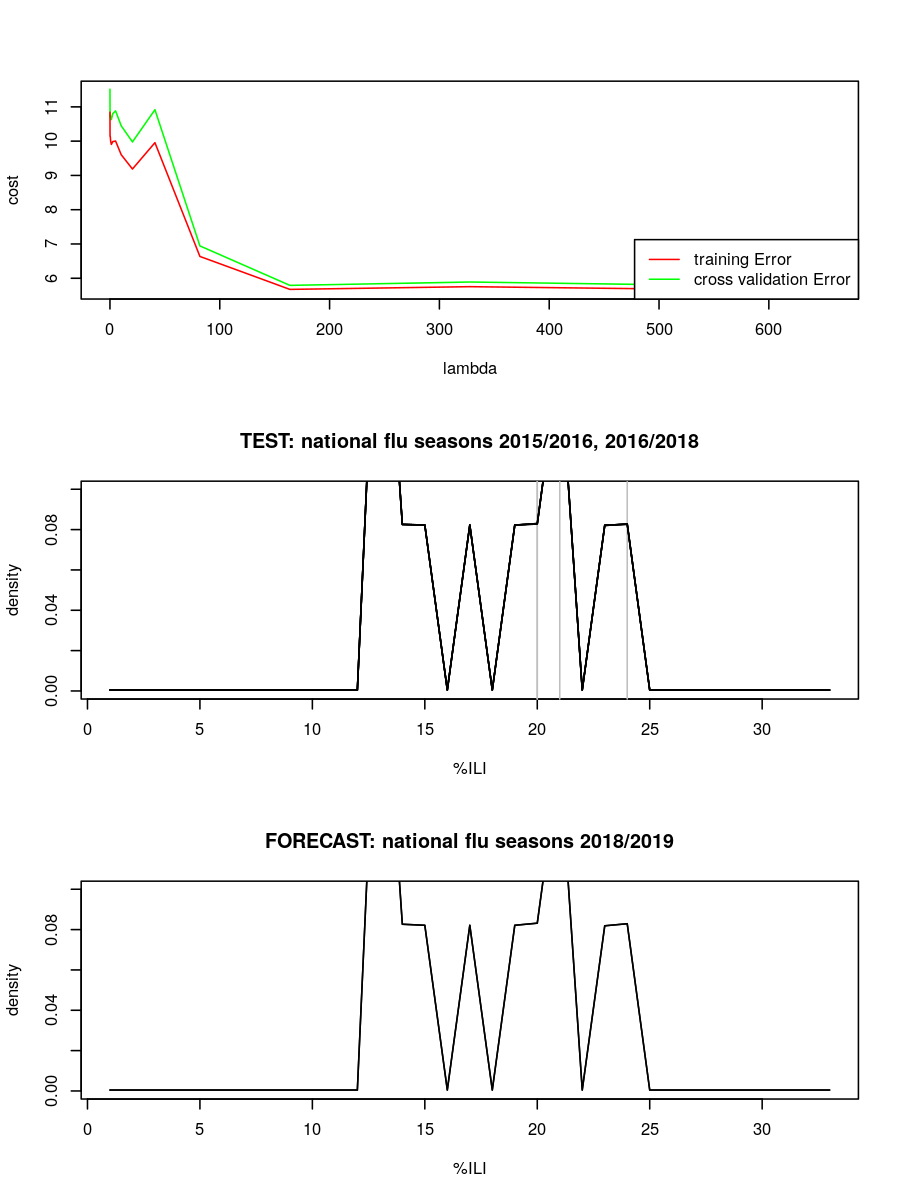 11
10
9
8
7
6
cost
training Error
cross validation Error
0 100 200 300 400 500 600
lambda
TEST: national flu seasons 2015/2016, 2016/2018
0.08
0.04
0.00
density
0 5 10 15 20 25 30
%ILI
FORECAST: national flu seasons 2018/2019
0.08
0.04
0.00
density
0 5 10 15 20 25 30
%ILI